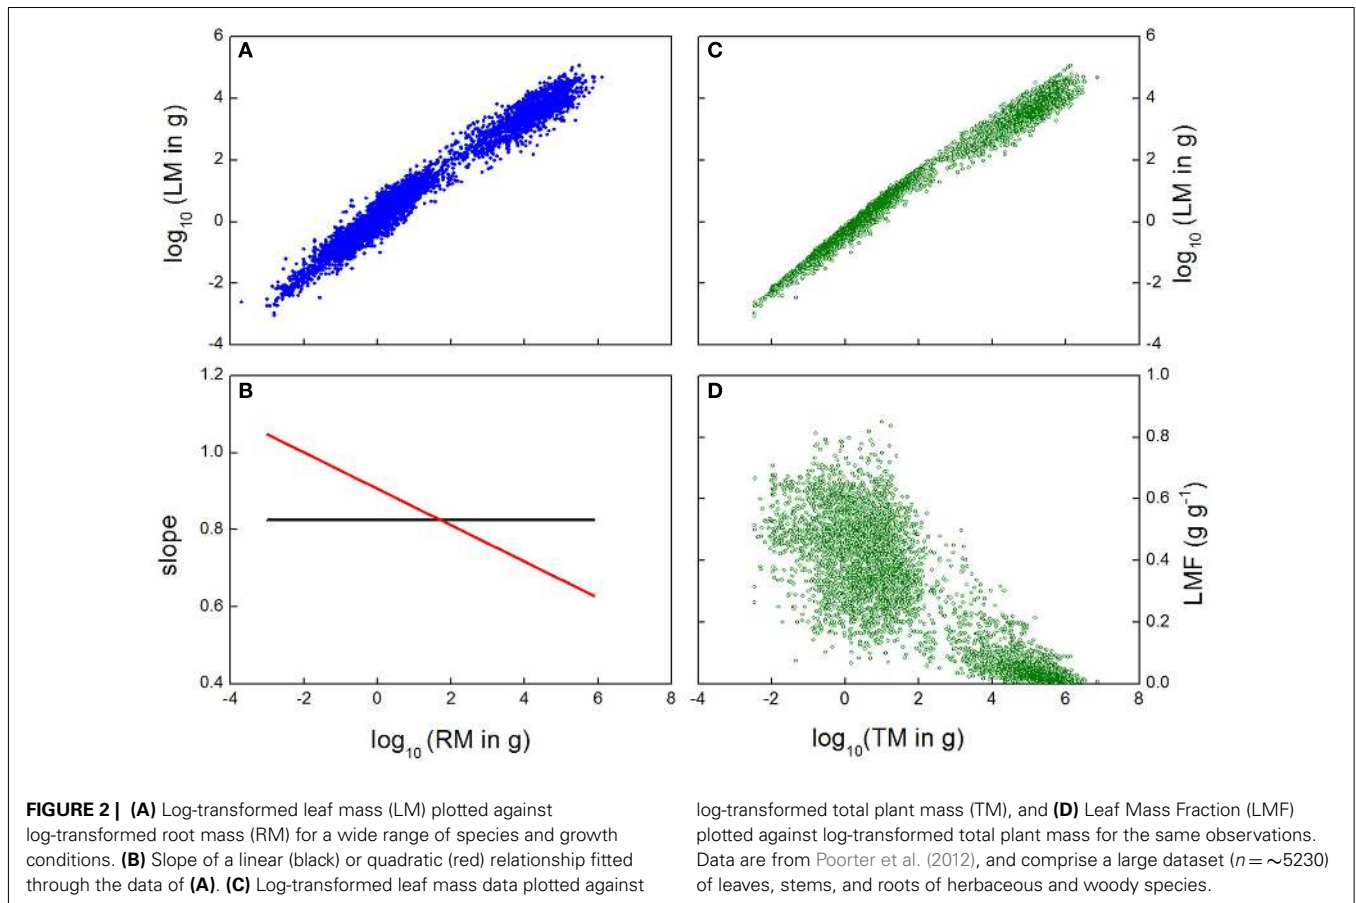 A
6
4
2
0
-2
-4
log10 (LM in g)
C
6
4
2
0
-2
-4
log10 (LM in g)
B
1.2
1.0
0.8
0.6
0.4
slope
-4 -2 0 2 4 6 8
log10 (RM in g)
D
1.0
0.8
0.6
0.4
0.2
0.0
LMF (g g-1)
-4 -2 0 2 4 6 8
log10(TM in g)
FIGURE 2 | (A) Log-transformed leaf mass (LM) plotted against
log-transformed root mass (RM) for a wide range of species and growth
conditions. (B) Slope of a linear (black) or quadratic (red) relationship fitted
through the data of (A). (C) Log-transformed leaf mass data plotted against
log-transformed total plant mass (TM), and (D) Leaf Mass Fraction (LMF)
plotted against log-transformed total plant mass for the same observations.
Data are from Poorter et al. (2012), and comprise a large dataset (n = ∼5230)
of leaves, stems, and roots of herbaceous and woody species.